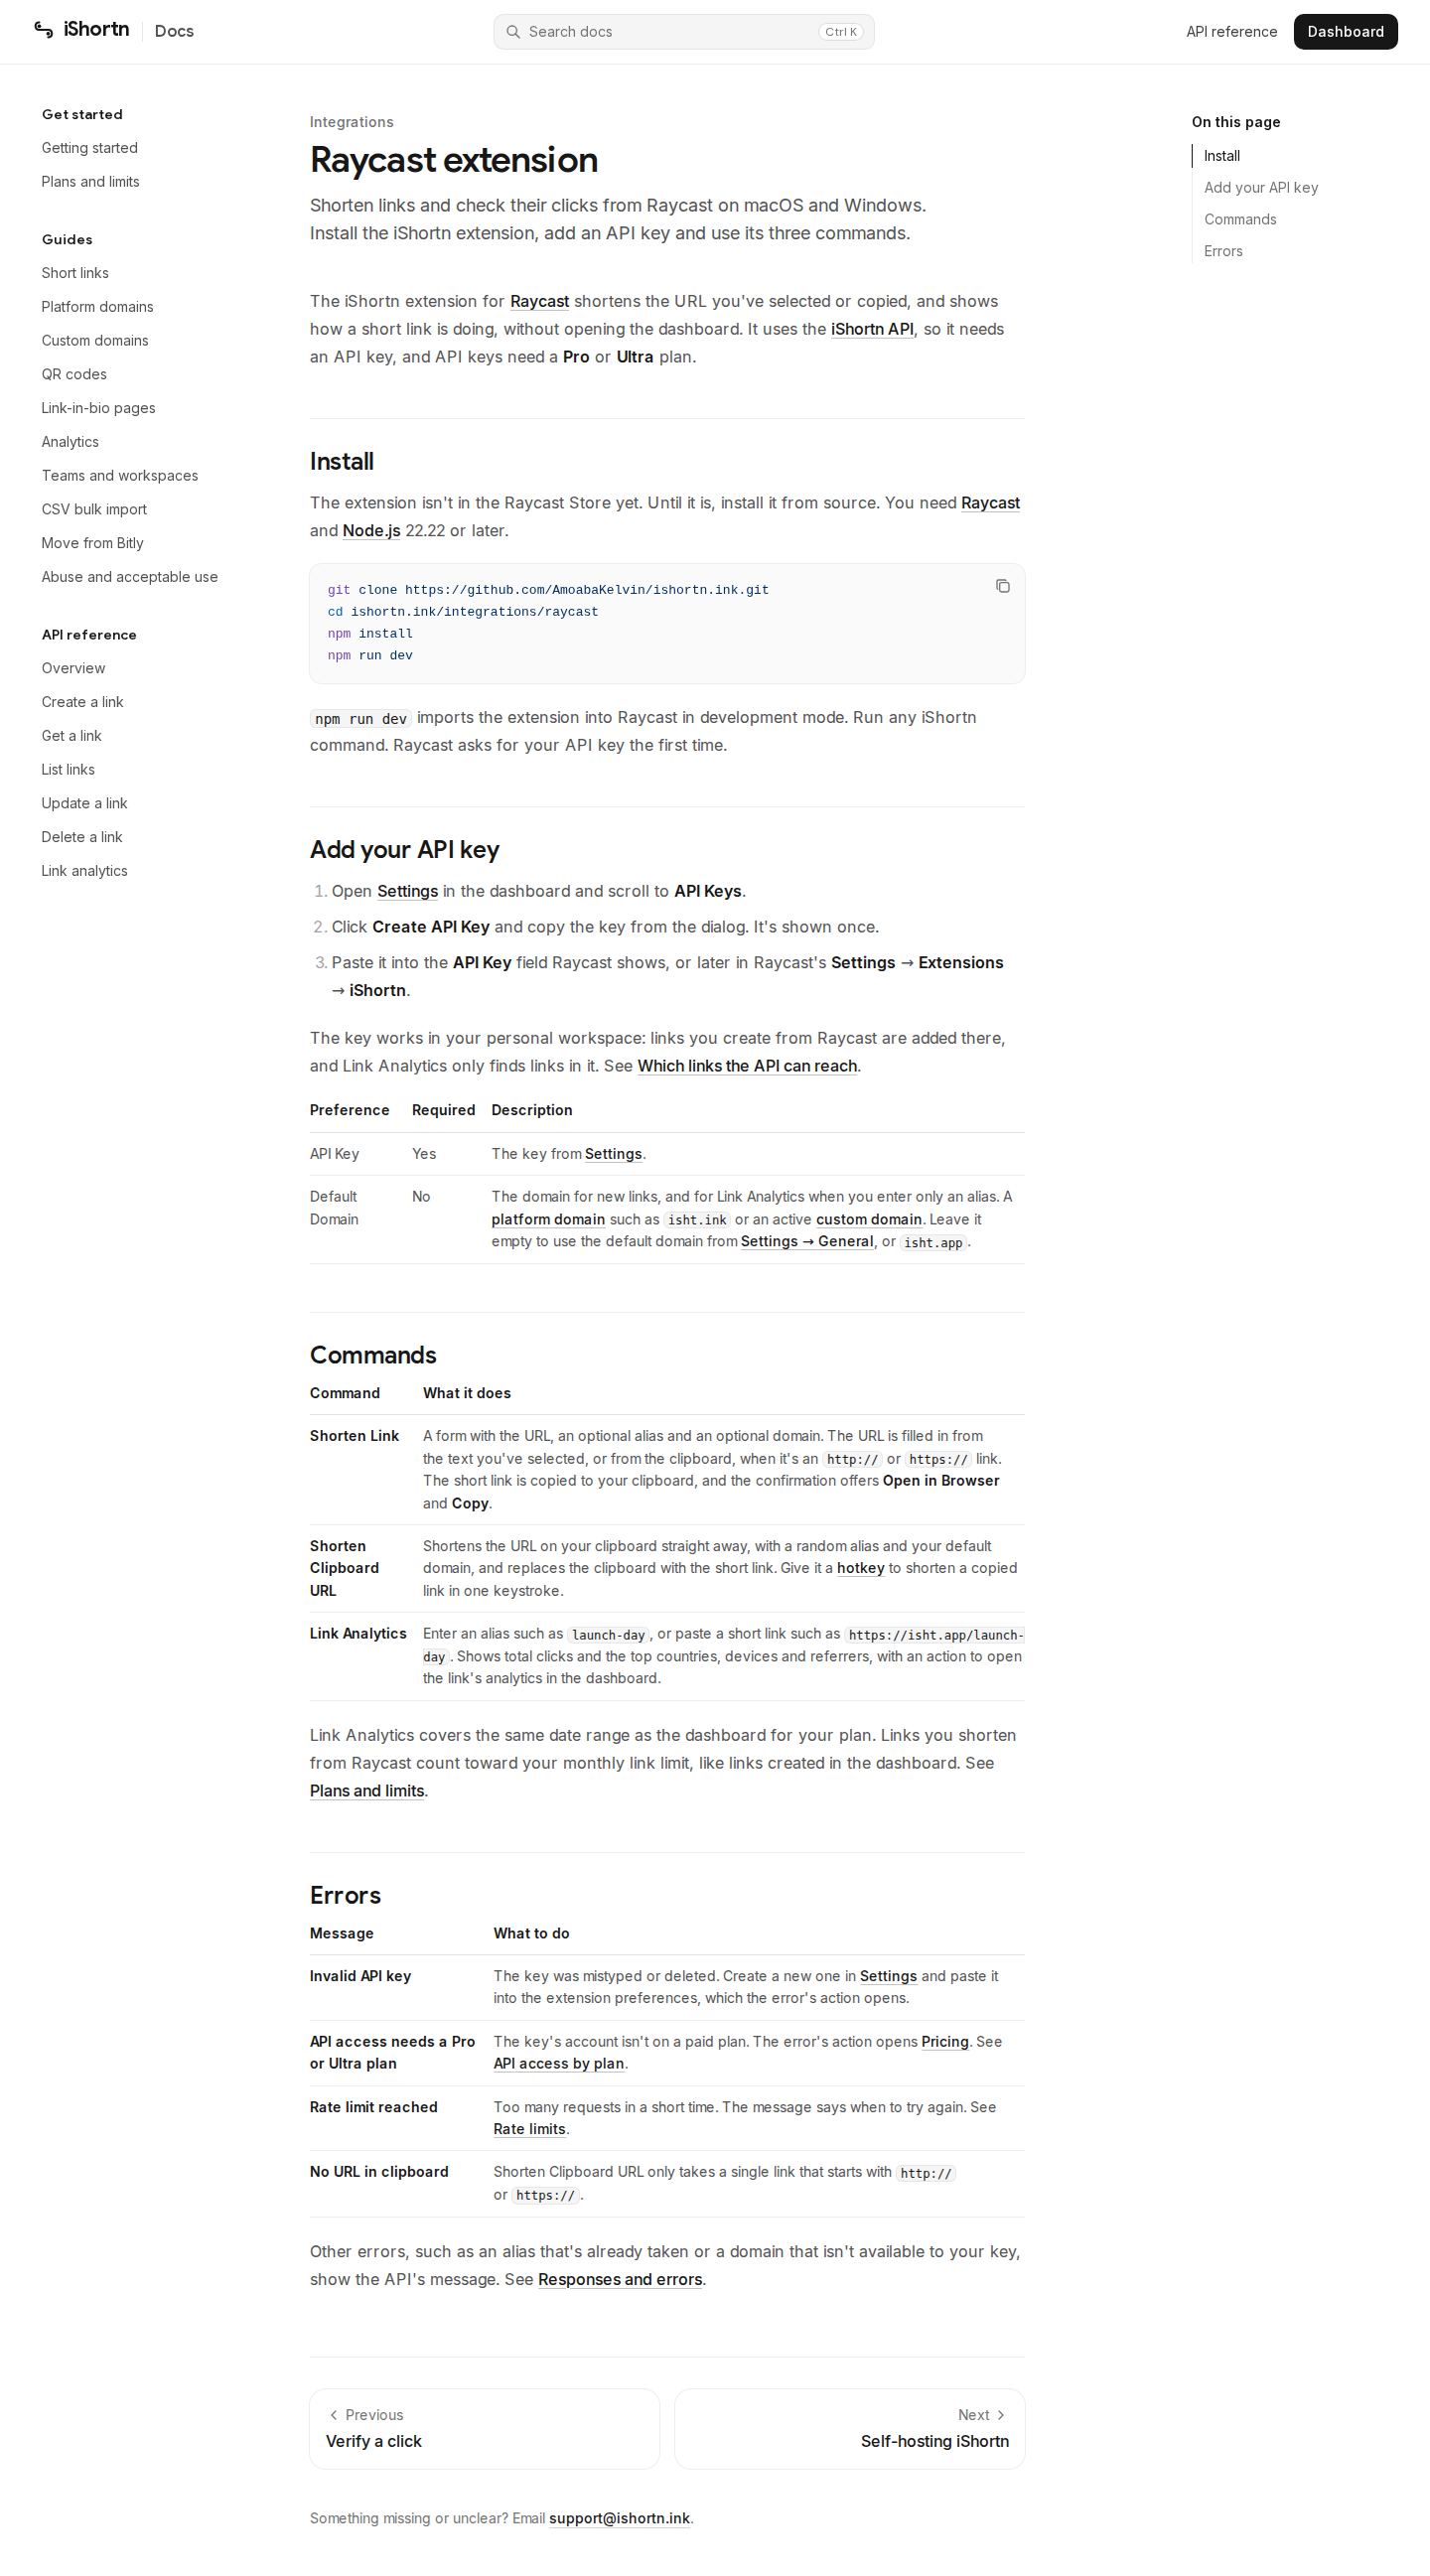 iShortn
Docs
Search docs
Ctrl K
API reference
Dashboard
Get started
Getting started
Plans and limits
Guides
Short links
Platform domains
Custom domains
QR codes
Link-in-bio pages
Analytics
Teams and workspaces
CSV bulk import
Move from Bitly
Abuse and acceptable use
API reference
Overview
Create a link
Get a link
List links
Update a link
Delete a link
Link analytics
Integrations
Raycast extension
Shorten links and check their clicks from Raycast on macOS and Windows.
Install the iShortn extension, add an API key and use its three commands.
The iShortn extension for Raycast shortens the URL you've selected or copied, and shows
how a short link is doing, without opening the dashboard. It uses the iShortn API, so it needs
an API key, and API keys need a Pro or Ultra plan.
Install
The extension isn't in the Raycast Store yet. Until it is, install it from source. You need Raycast
and Node.js 22.22 or later.
git clone https://github.com/AmoabaKelvin/ishortn.ink.git
cd ishortn.ink/integrations/raycast
npm install
npm run dev
npm run dev imports the extension into Raycast in development mode. Run any iShortn
command. Raycast asks for your API key the first time.
Add your API key
1. Open Settings in the dashboard and scroll to API Keys.
2. Click Create API Key and copy the key from the dialog. It's shown once.
3. Paste it into the API Key field Raycast shows, or later in Raycast's Settings → Extensions
→ iShortn.
The key works in your personal workspace: links you create from Raycast are added there,
and Link Analytics only finds links in it. See Which links the API can reach.
Preference Required Description
API Key Yes The key from Settings.
Default No The domain for new links, and for Link Analytics when you enter only an alias. A
Domain platform domain such as isht.ink or an active custom domain. Leave it
empty to use the default domain from Settings → General, or isht.app.
Commands
Command What it does
Shorten Link A form with the URL, an optional alias and an optional domain. The URL is filled in from
the text you've selected, or from the clipboard, when it's an http:// or https:// link.
The short link is copied to your clipboard, and the confirmation offers Open in Browser
and Copy.
Shorten Shortens the URL on your clipboard straight away, with a random alias and your default
Clipboard domain, and replaces the clipboard with the short link. Give it a hotkey to shorten a copied
URL link in one keystroke.
Link Analytics Enter an alias such as launch-day, or paste a short link such as https://isht.app/launch-
day. Shows total clicks and the top countries, devices and referrers, with an action to open
the link's analytics in the dashboard.
Link Analytics covers the same date range as the dashboard for your plan. Links you shorten
from Raycast count toward your monthly link limit, like links created in the dashboard. See
Plans and limits.
Errors
Message What to do
Invalid API key The key was mistyped or deleted. Create a new one in Settings and paste it
into the extension preferences, which the error's action opens.
API access needs a Pro The key's account isn't on a paid plan. The error's action opens Pricing. See
or Ultra plan API access by plan.
Rate limit reached Too many requests in a short time. The message says when to try again. See
Rate limits.
No URL in clipboard Shorten Clipboard URL only takes a single link that starts with http://
or https://.
Other errors, such as an alias that's already taken or a domain that isn't available to your key,
show the API's message. See Responses and errors.
Previous
Verify a click
Next
Self-hosting iShortn
Something missing or unclear? Email support@ishortn.ink.
On this page
Install
Add your API key
Commands
Errors